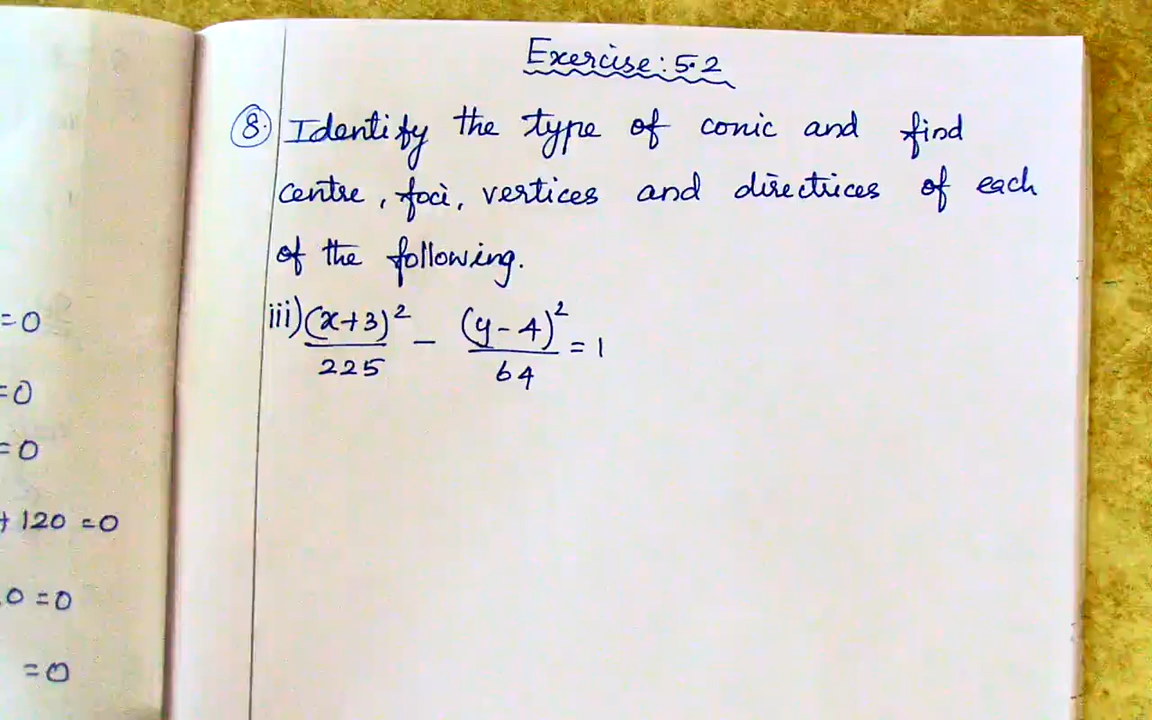 Exercise: 5.2
8. Identify the type of conic and find
centre, foci, vertices and directrices of each
of the following.
iii) (x+3)²/225 - (y-4)²/64 = 1
=0
=0
=0
+ 120 =0
0 =0
=0